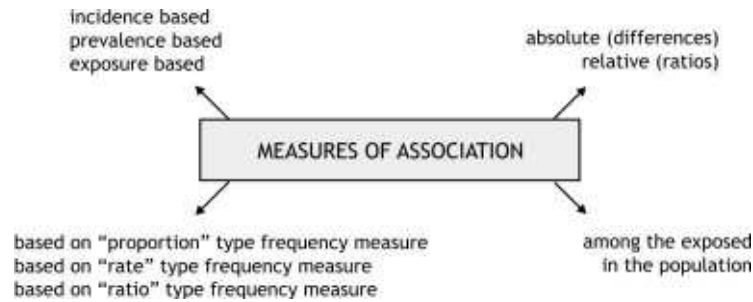 incidence based
prevalence based
exposure based
absolute (differences)
relative (ratios)
MEASURES OF ASSOCIATION
based on “proportion” type frequency measure
based on “rate” type frequency measure
based on “ratio” type frequency measure
among the exposed
in the population